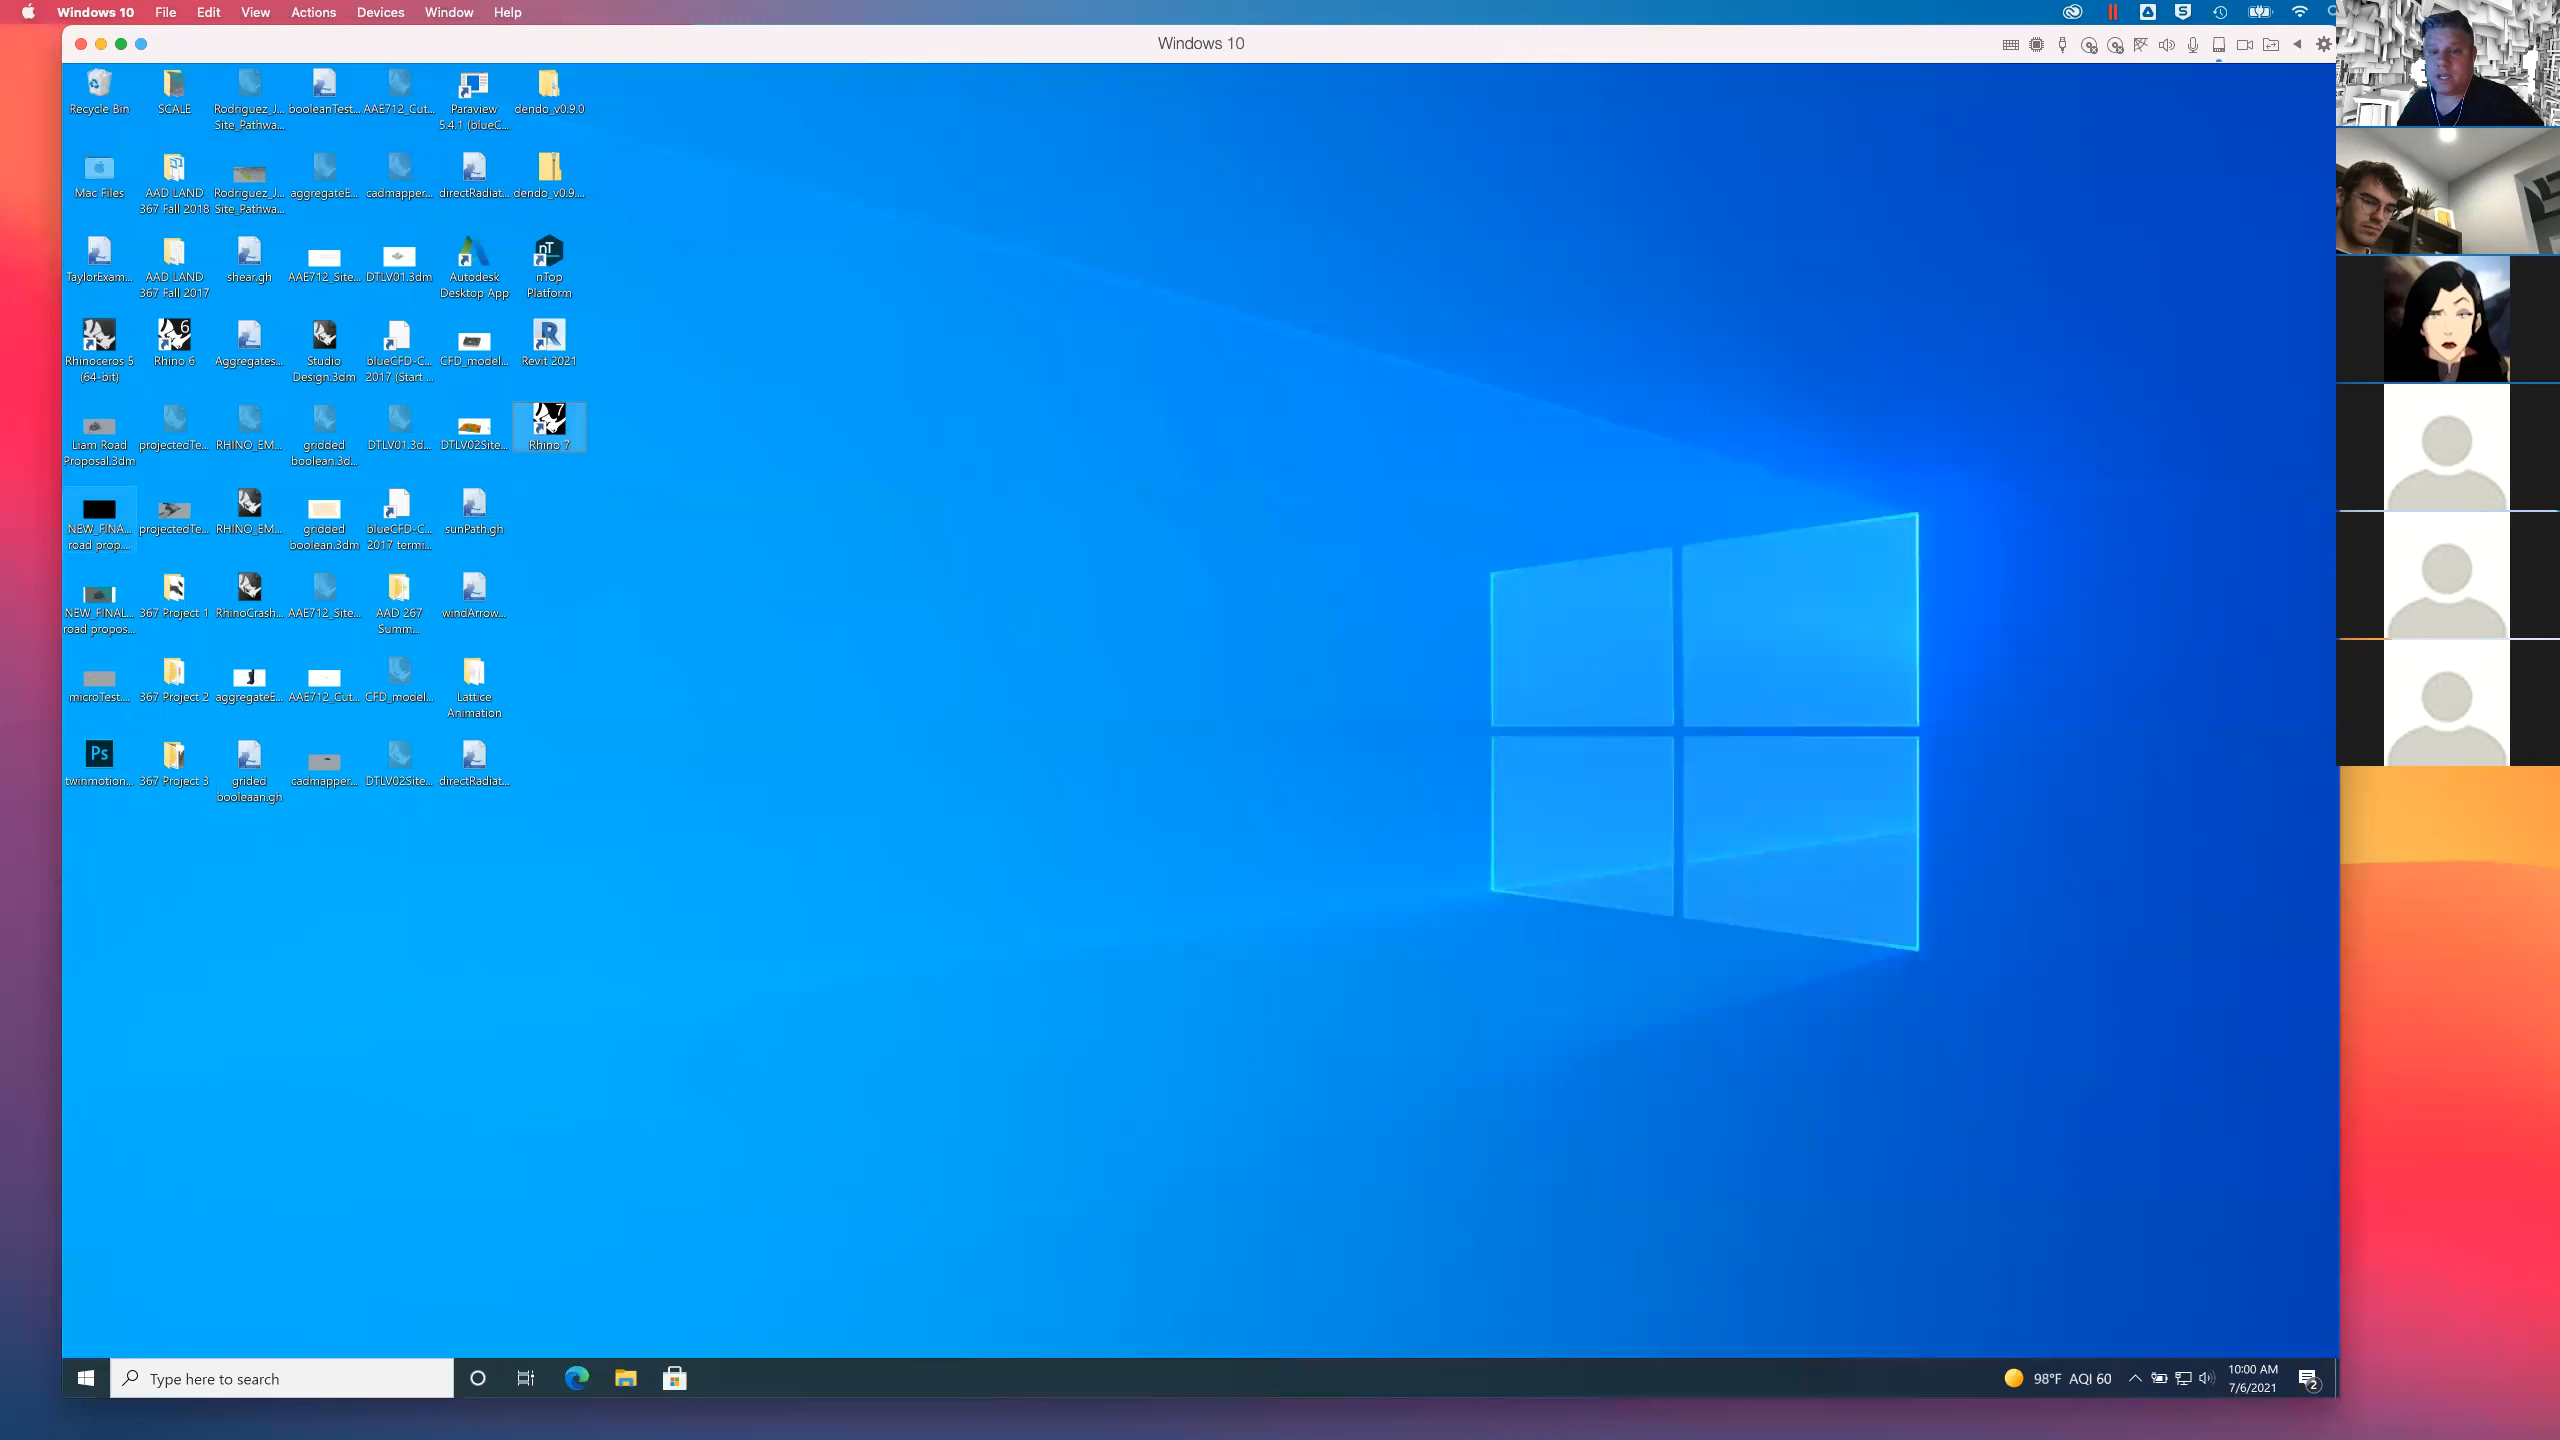 Windows 10 File Edit View Actions Devices Window Help
Windows 10
Recycle Bin
SCALE
Rodriguez_J...
Site_Pathwa...
booleanTest...
AAE712_Cut...
Paraview
5.4.1 (blueC...
dendo_v0.9.0
Mac Files
AAD LAND
367 Fall 2018
Rodriguez_J...
Site_Pathwa...
aggregateE...
cadmapper...
directRadiat...
dendo_v0.9....
TaylorExam...
AAD LAND
367 Fall 2017
shear.gh
AAE712_Site...
DTLV01.3dm
Autodesk
Desktop App
nT
nTop
Platform
Rhinoceros 5
(64-bit)
6
Rhino 6
Aggregates...
Studio
Design.3dm
blueCFD-C...
2017 (Start ...
CFD_model...
R
Revit 2021
Liam Road
Proposal.3dm
projectedTe...
RHINO_EM...
gridded
boolean.3d...
DTLV01.3d...
DTLV02Site...
7
Rhino 7
NEW_FINA...
road prop....
projectedTe...
RHINO_EM...
gridded
boolean.3dm
blueCFD-C...
2017 termi...
sunPath.gh
NEW_FINAL...
road propos...
367 Project 1
RhinoCrash...
AAE712_Site...
AAD 267
Summ...
windArrow...
microTest....
367 Project 2
aggregateE...
AAE712_Cut...
CFD_model...
Lattice
Animation
Ps
twinmotion...
367 Project 3
grided
booleaan.gh
cadmapper...
DTLV02Site...
directRadiat...
Type here to search
98°F AQI 60
10:00 AM
7/6/2021
2